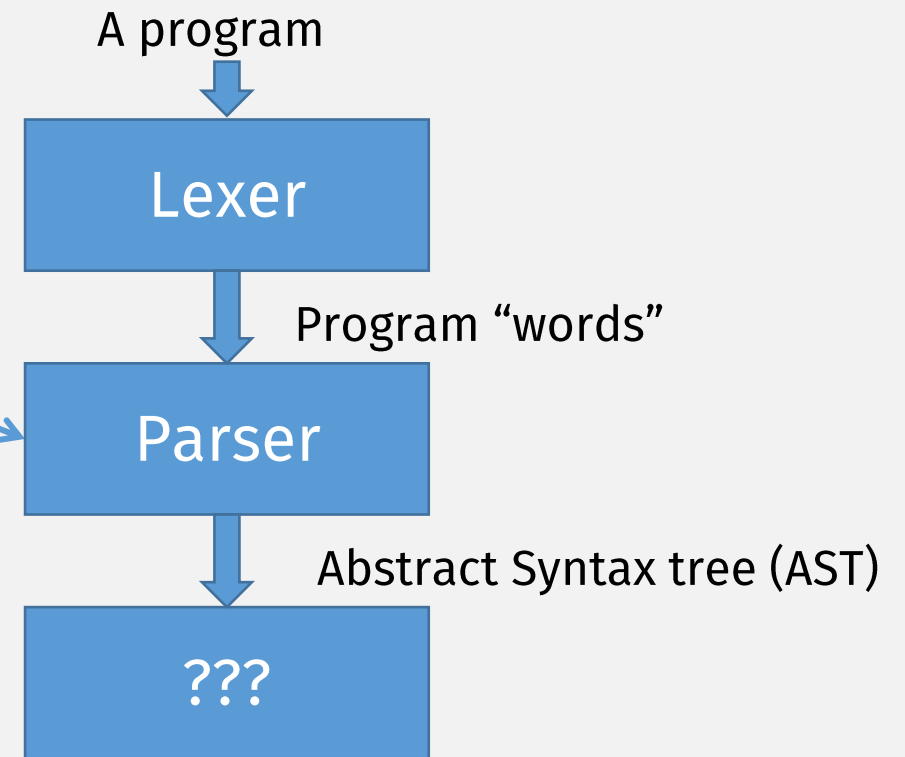 A program
Lexer
Program “words”
Parser
Abstract Syntax tree (AST)
???